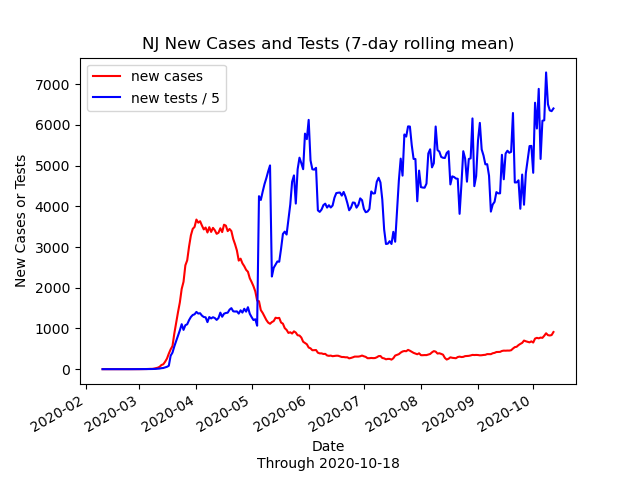 NJ New Cases and Tests (7-day rolling mean)
new cases
new tests / 5
New Cases or Tests
7000
6000
5000
4000
3000
2000
1000
0
2020-02
2020-03
2020-04
2020-05
2020-06
2020-07
2020-08
2020-09
2020-10
Date
Through 2020-10-18